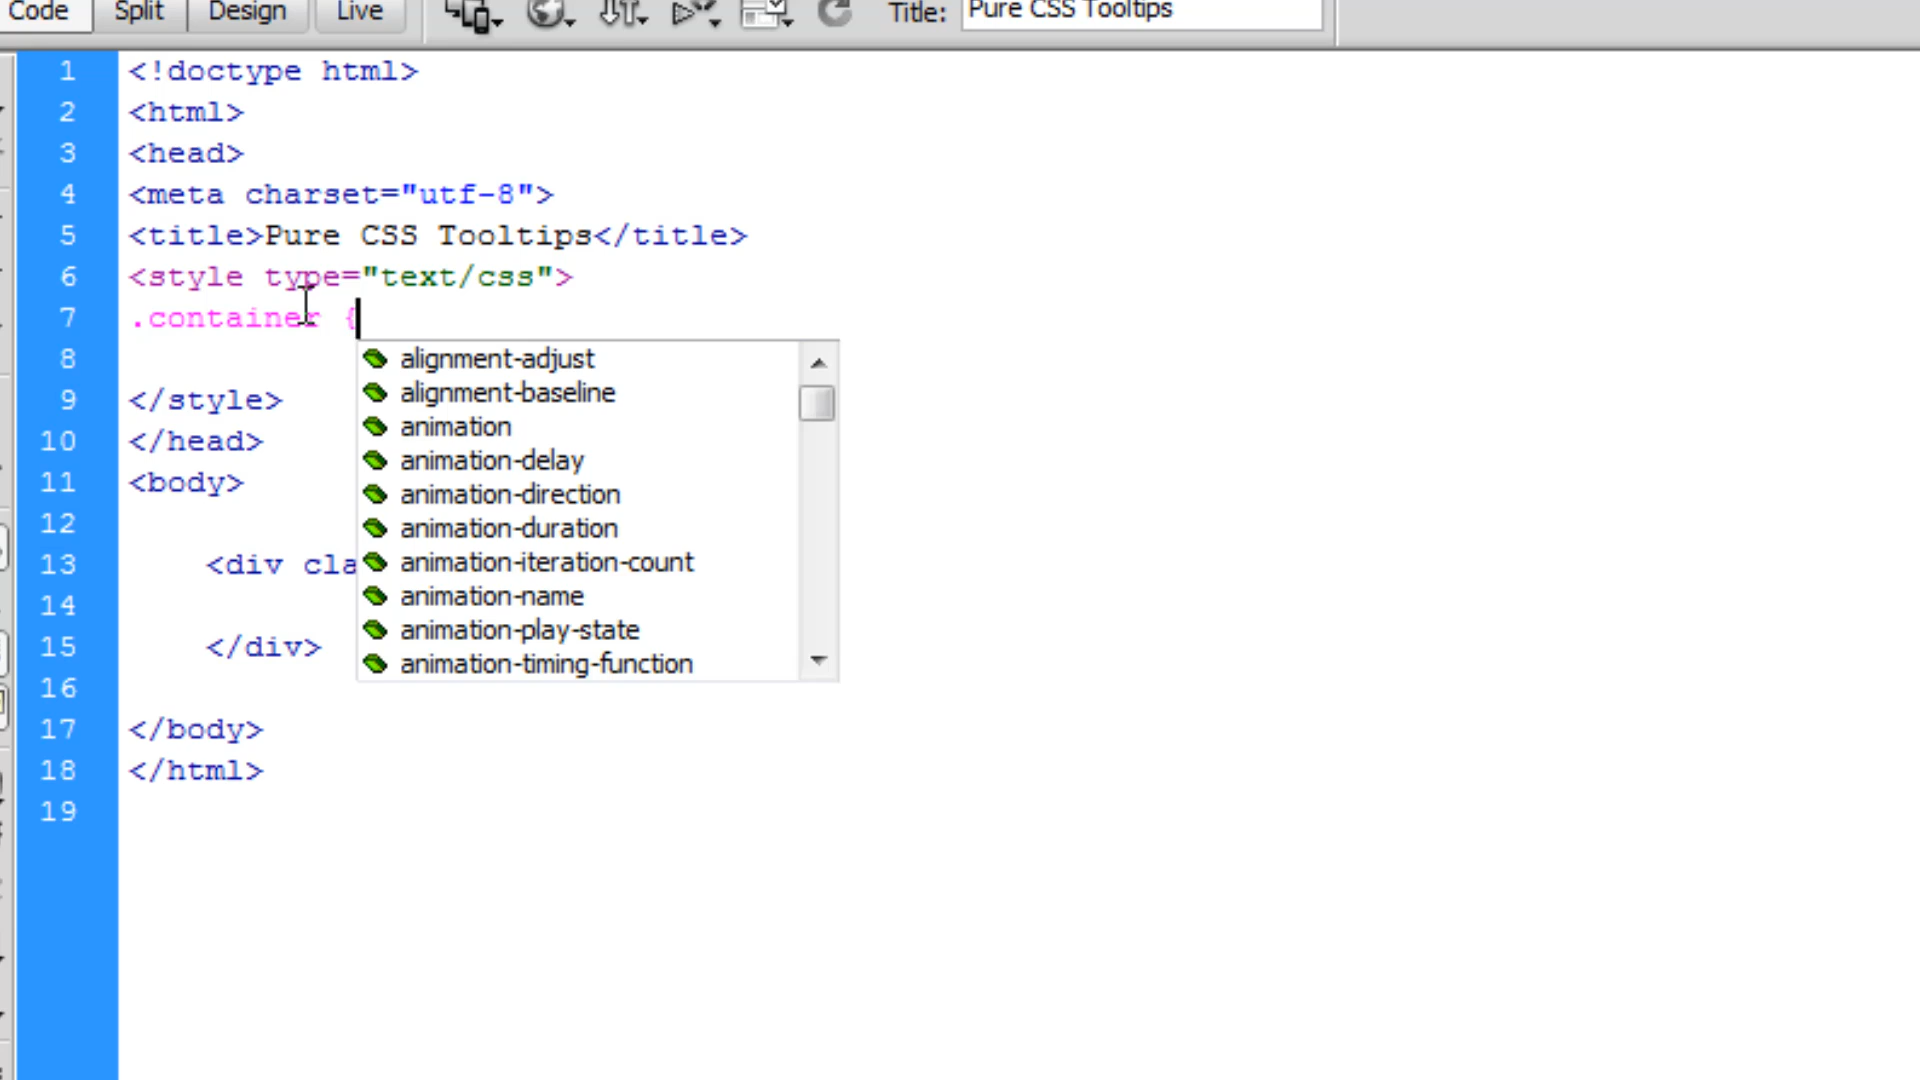 Code Split Design Live Title: Pure CSS Tooltips
1 <!doctype html>
2 <html>
3 <head>
4 <meta charset="utf-8">
5 <title>Pure CSS Tooltips</title>
6 <style type="text/css">
7 .container {
8 alignment-adjust
alignment-baseline
9 </style>
animation
10 </head>
animation-delay
11 <body>
animation-direction
12
animation-duration
13 <div cla
animation-iteration-count
14
animation-name
animation-play-state
15 </div>
animation-timing-function
16
17 </body>
18 </html>
19